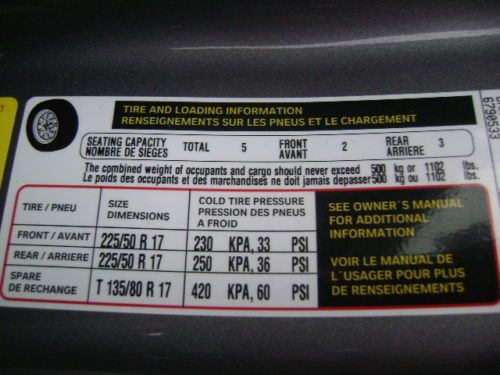 TIRE AND LOADING INFORMATION
RENSEIGNEMENTS SUR LES PNEUS ET LE CHARGEMENT
SEATING CAPACITY TOTAL 5 FRONT 2 REAR 3
NOMBRE DE SIEGES AVANT ARRIERE
The combined weight of occupants and cargo should never exceed 500 kg or 1102 lbs.
Le poids des occupants et des marchandises ne doit jamais depasser 500 kg ou 1102 lbs.
TIRE / PNEU SIZE COLD TIRE PRESSURE
DIMENSIONS PRESSION DES PNEUS
A FROID
FRONT / AVANT 225/50 R 17 230 KPA, 33 PSI
REAR / ARRIERE 225/50 R 17 250 KPA, 36 PSI
SPARE
DE RECHANGE T 135/80 R 17 420 KPA, 60 PSI
SEE OWNER´S MANUAL
FOR ADDITIONAL
INFORMATION
VOIR LE MANUAL DE
L´USAGER POUR PLUS
DE RENSEIGNEMENTS